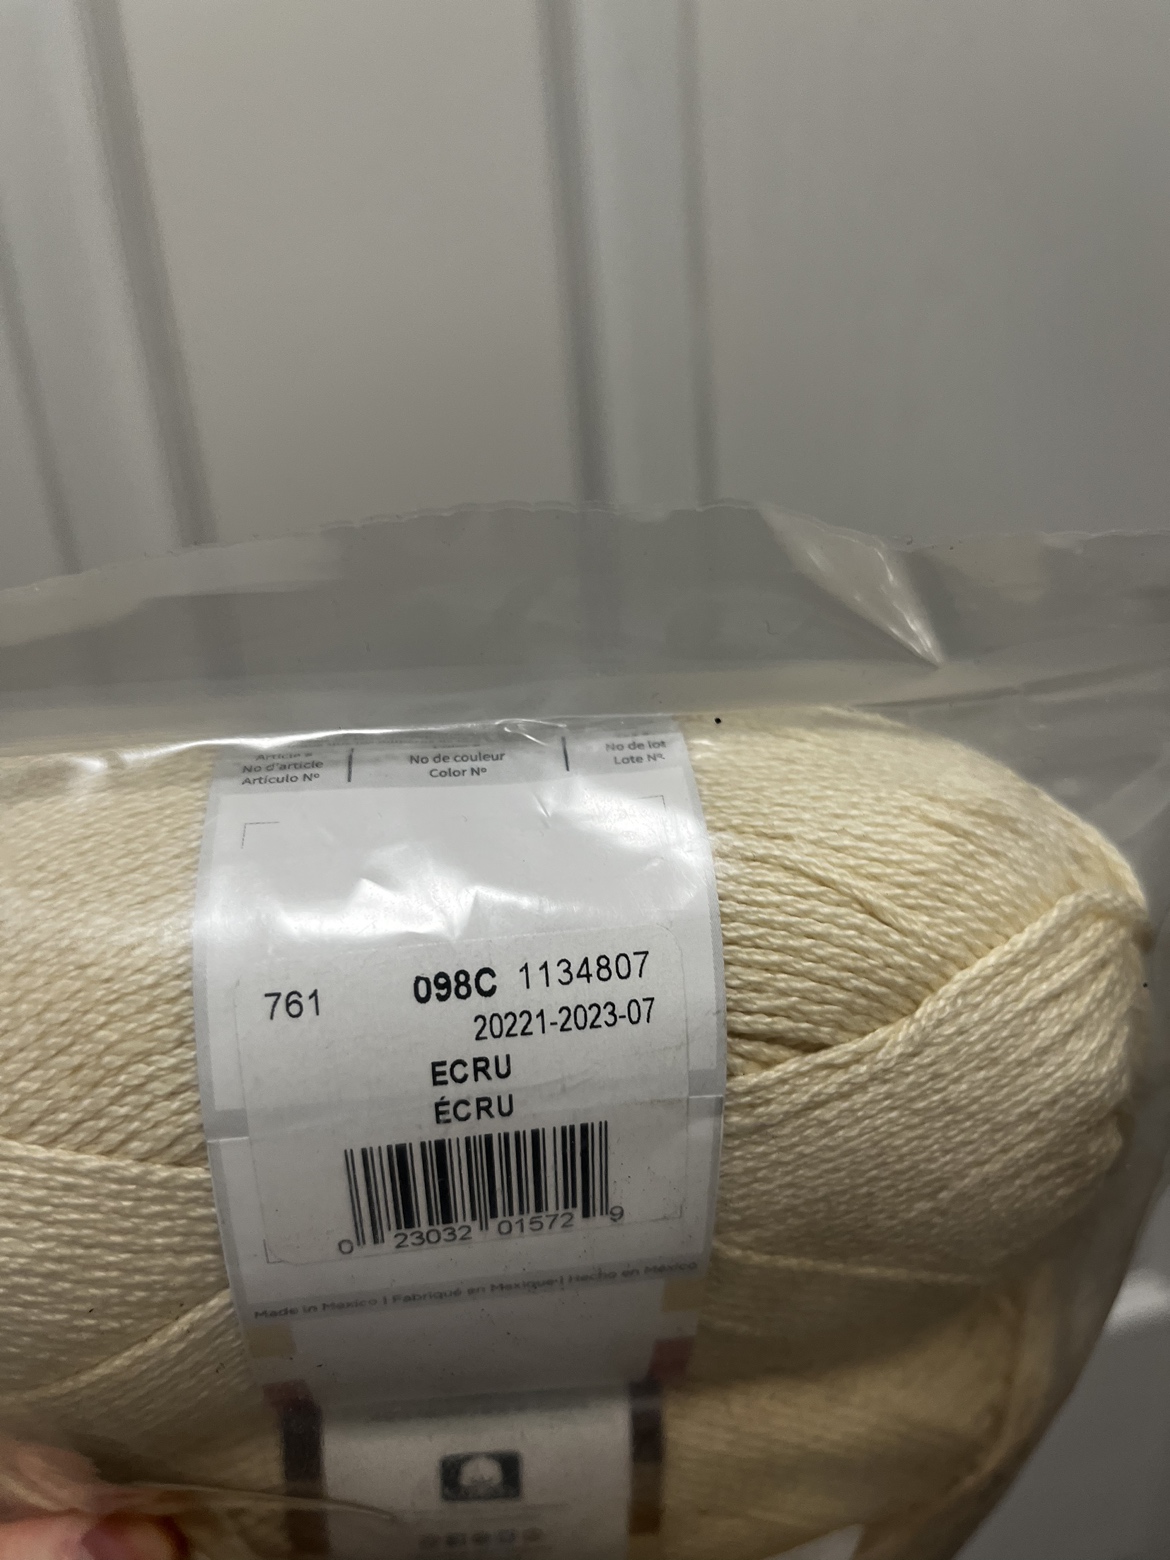 No d'article
Artículo Nº
No de couleur
Color Nº
No de lot
Lote Nº
761 098C 1134807
20221-2023-07
ECRU
ÉCRU
0 23032 01572 9
Made in Mexico | Fabriqué en Mexique | Hecho en México